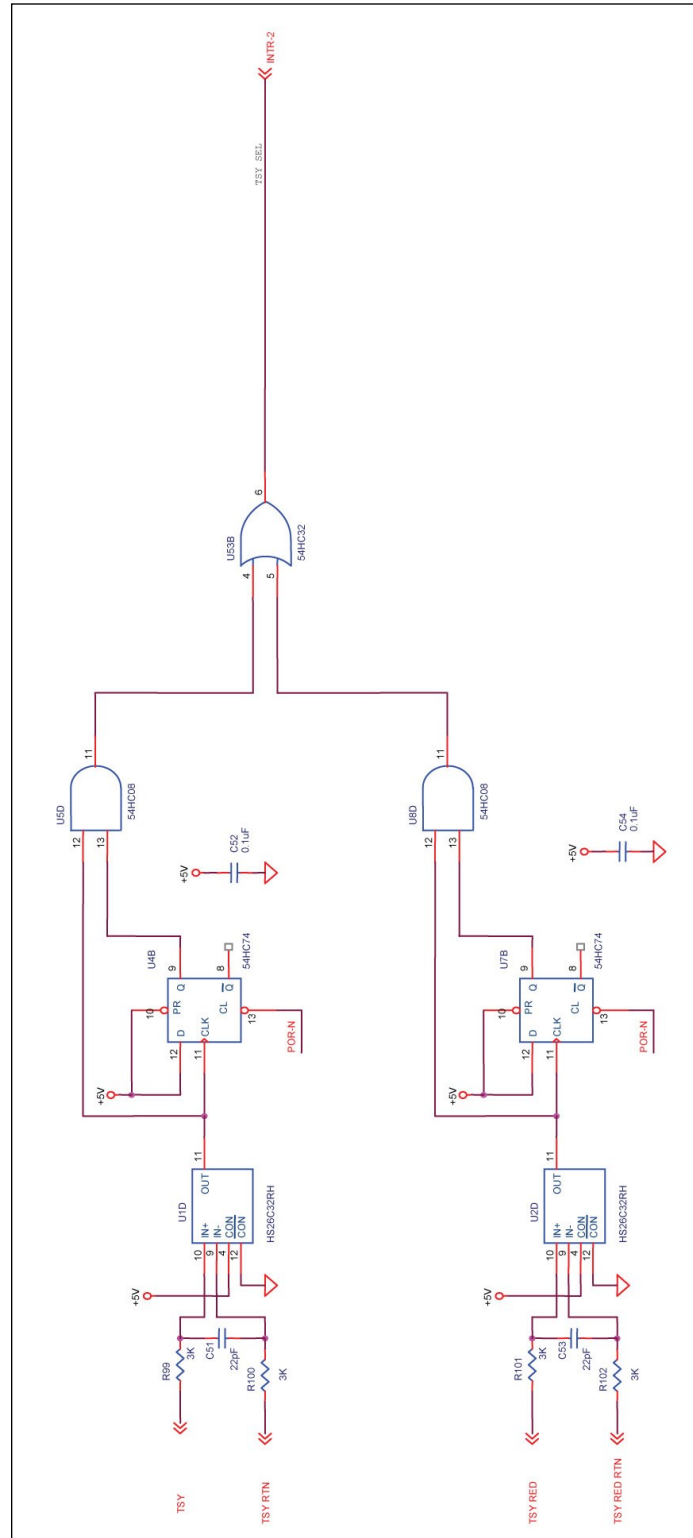 TSY
R99
3K
C51
22pF
TSY RTN
R100
3K
+5V
U1D
10
IN+
9
IN-
4
CON
12
CON
OUT
11
HS26C32RH
+5V
U4B
10
PR
12
D
Q
9
11
CLK
CL
Q
8
13
54HC74
POR-N
+5V
C52
0.1uF
U5D
12
13
11
54HC08
TSY RED
R101
3K
C53
22pF
TSY RED RTN
R102
3K
+5V
U2D
10
IN+
9
IN-
4
CON
12
CON
OUT
11
HS26C32RH
+5V
U7B
10
PR
12
D
Q
9
11
CLK
CL
Q
8
13
54HC74
POR-N
+5V
C54
0.1uF
U8D
12
13
11
54HC08
U53B
4
5
6
54HC32
TSY SEL
INTR-2